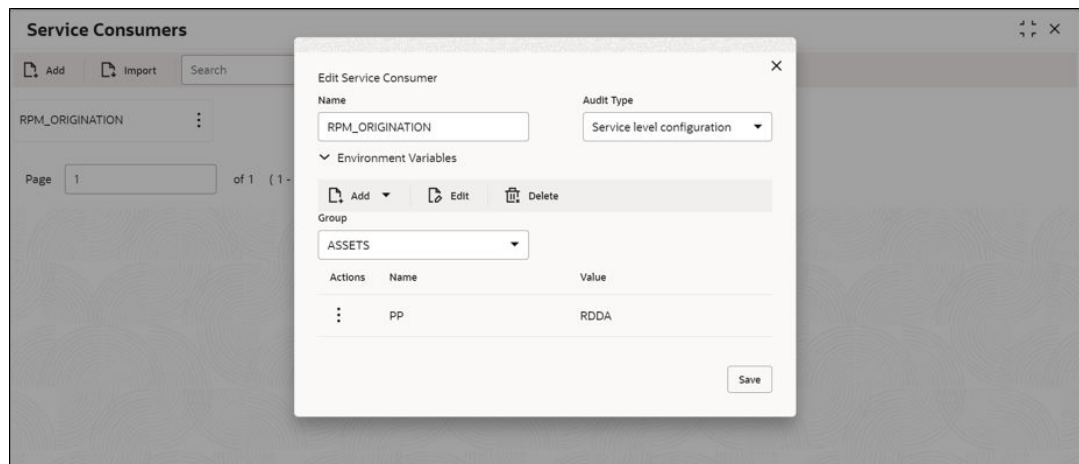 Service Consumers
Add Import Search
RPM_ORIGINATION
Page 1 of 1 (1 -
Edit Service Consumer
Name Audit Type
RPM_ORIGINATION Service level configuration
Environment Variables
Add Edit Delete
Group
ASSETS
Actions Name Value
PP RDDA
Save